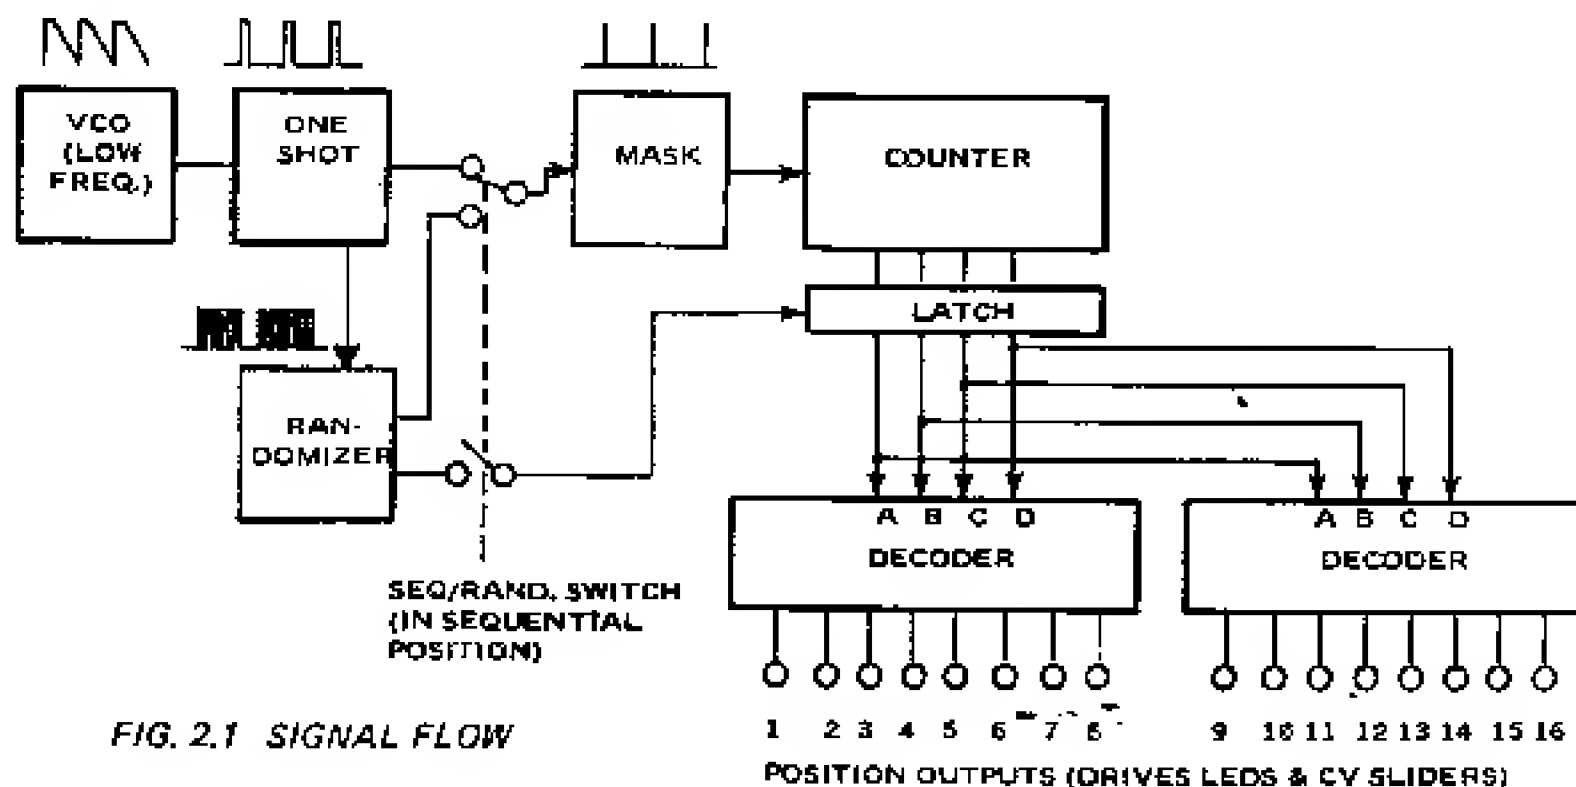 VCO
(LOW
FREQ.)
ONE
SHOT
MASK
COUNTER
LATCH
RAN-
DOMIZER
A B C D
DECODER
A B C D
DECODER
SEQ/RAND. SWITCH
(IN SEQUENTIAL
POSITION)
1 2 3 4 5 6 7 8
9 10 11 12 13 14 15 16
FIG. 2.1 SIGNAL FLOW
POSITION OUTPUTS (DRIVES LEDS & CV SLIDERS)